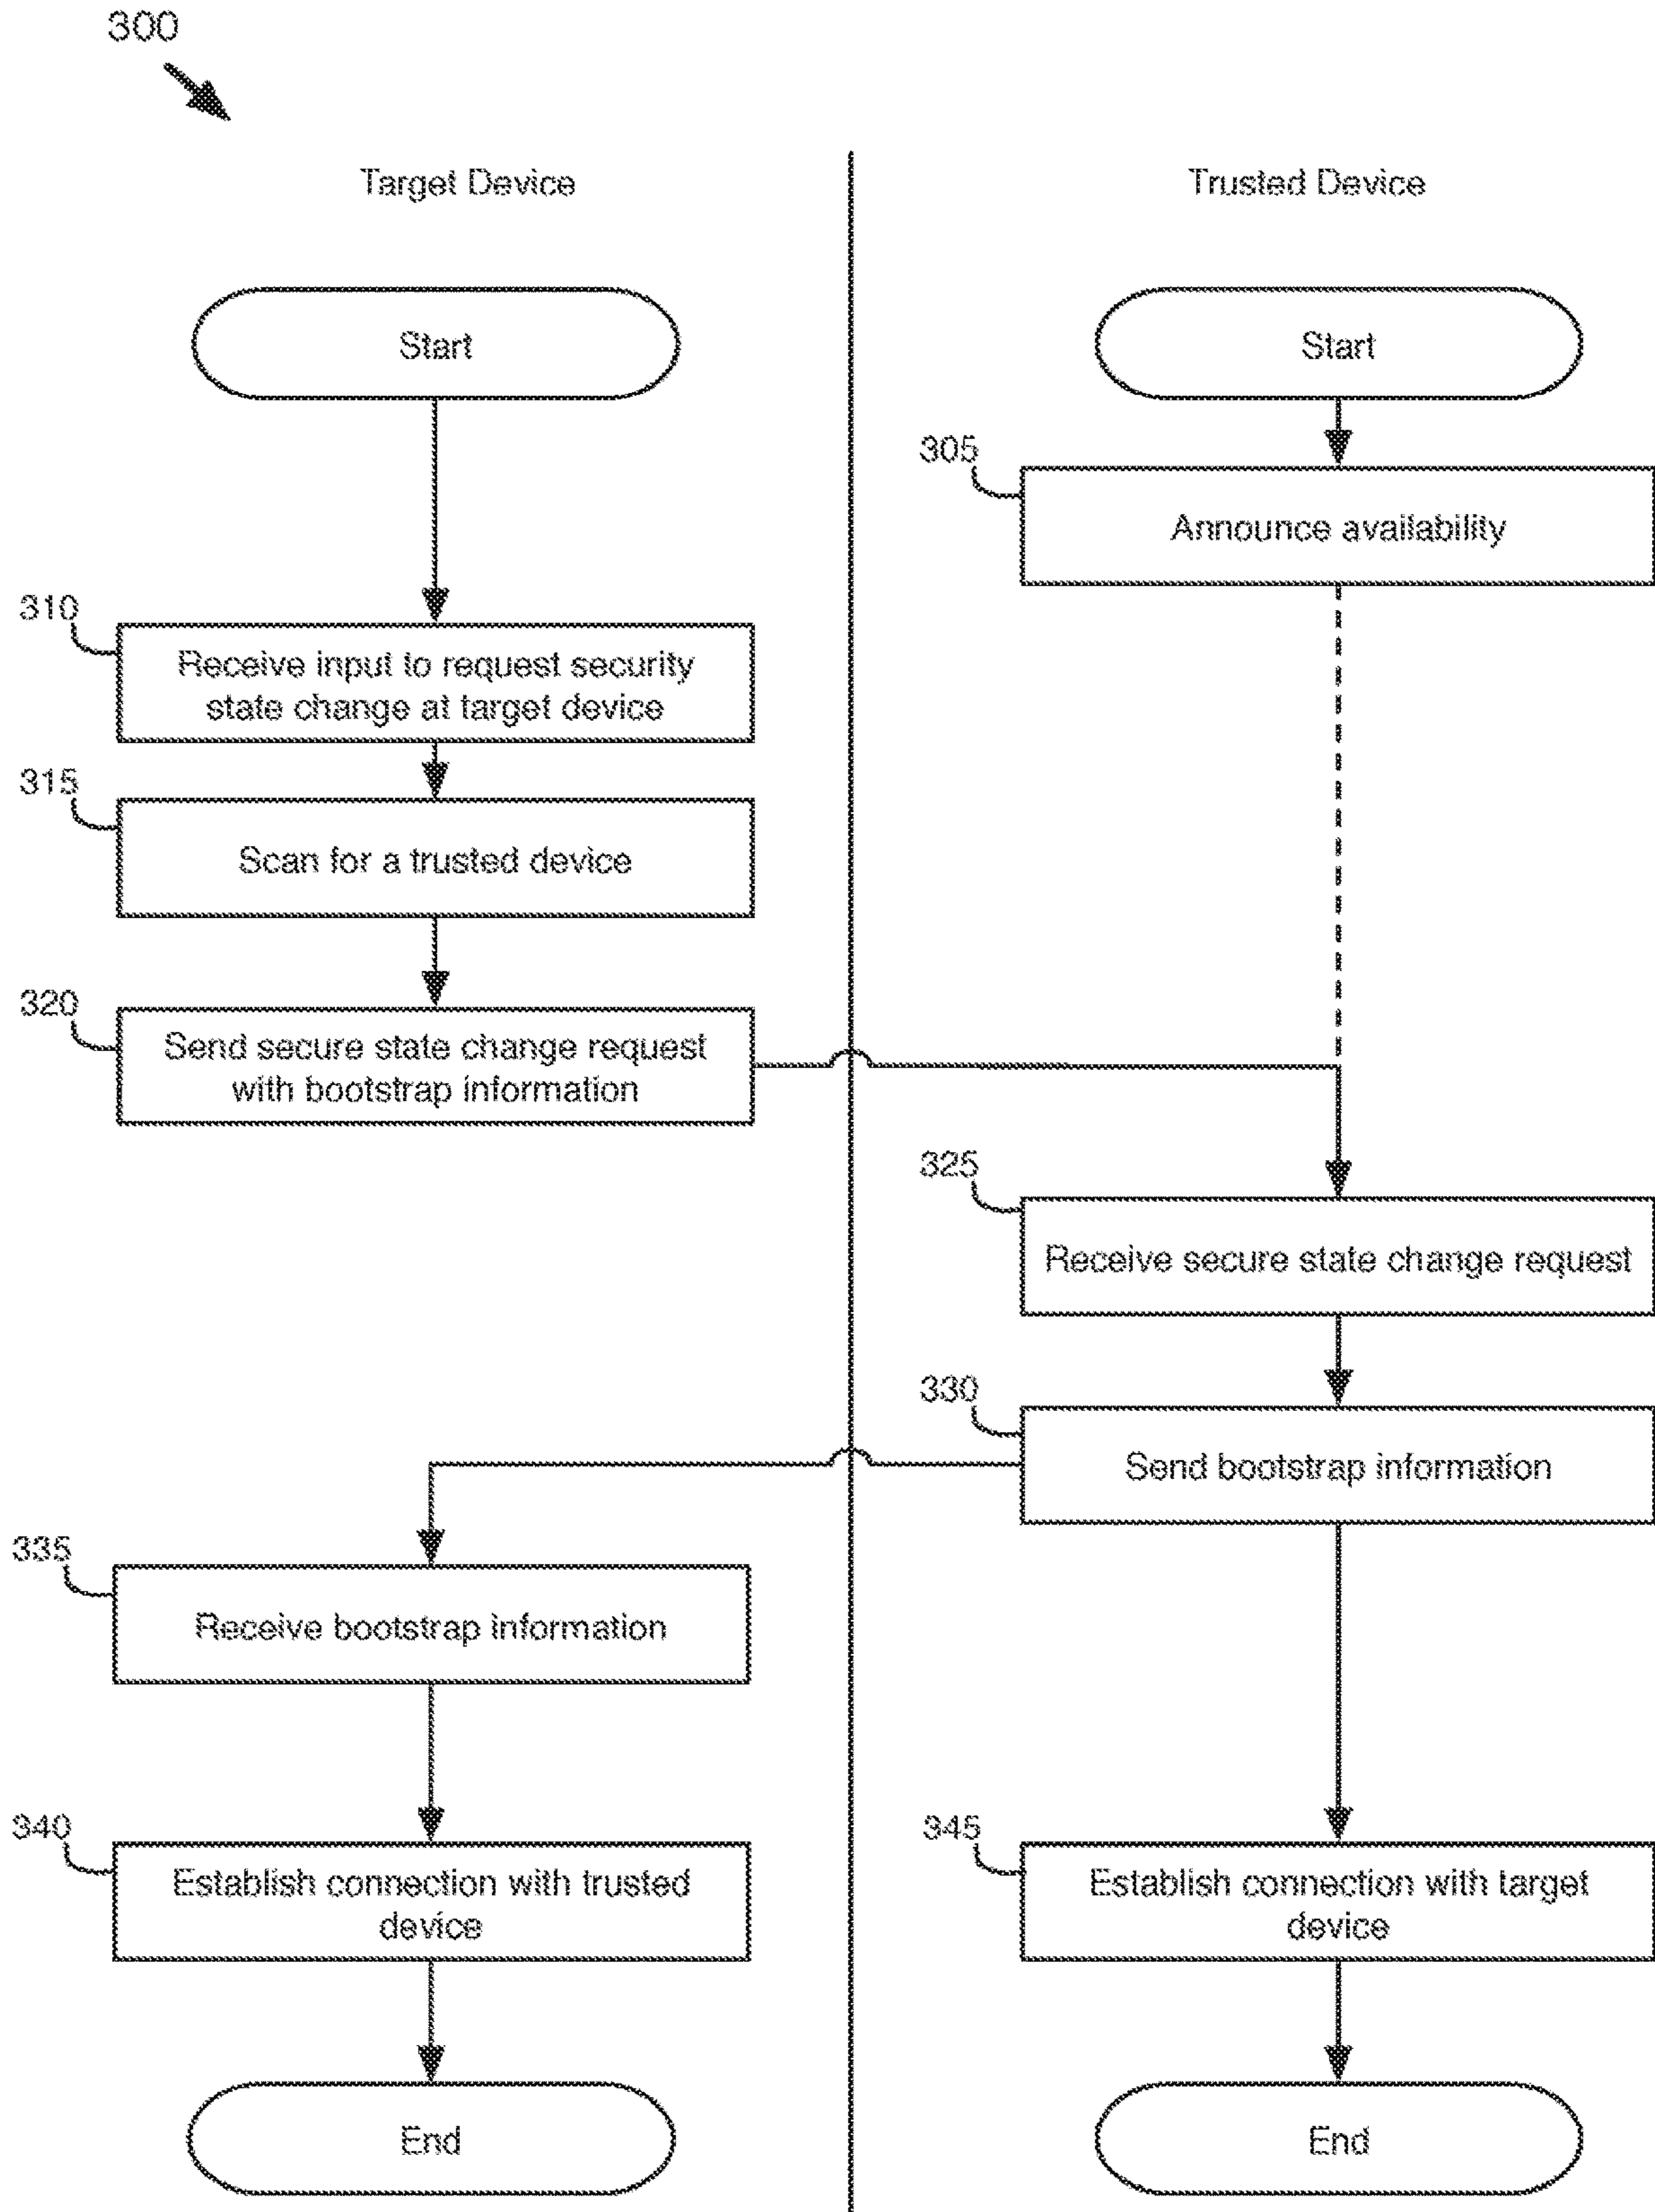 300
Target Device
Trusted Device
Start
Start
305
Announce availability
310
Receive input to request security
state change at target device
315
Scan for a trusted device
320
Send secure state change request
with bootstrap information
325
Receive secure state change request
330
Send bootstrap information
335
Receive bootstrap information
340
Establish connection with trusted
device
345
Establish connection with target
device
End
End